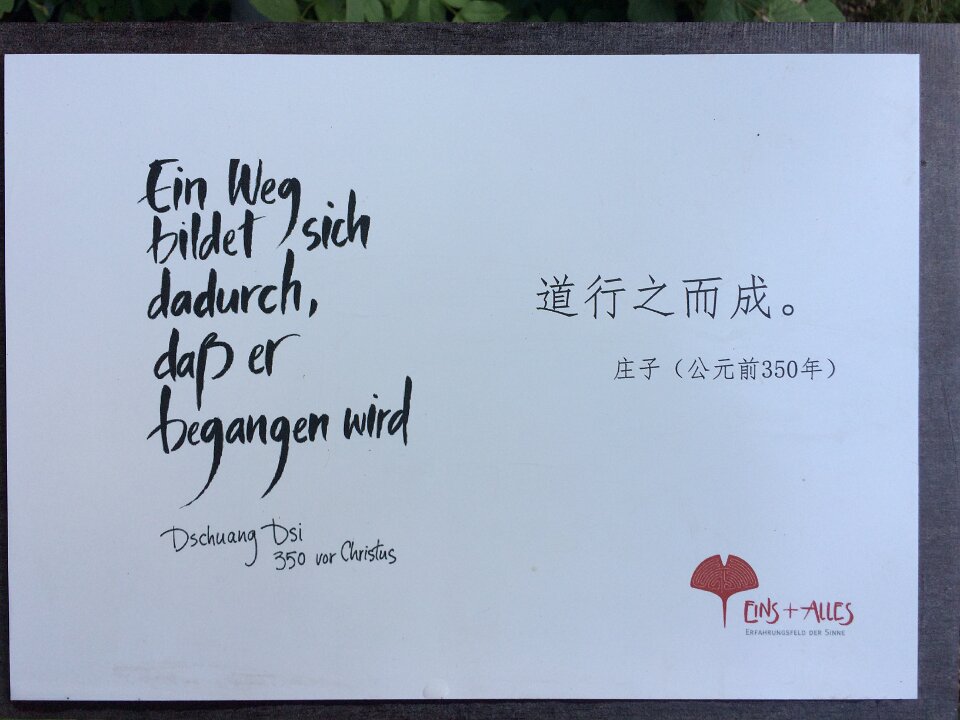 Ein Weg
bildet sich
dadurch,
daß er
begangen wird
Dschuang Dsi
350 vor Christus
道行之而成。
庄子（公元前350年）
EINS + ALLES
ERFAHRUNGSFELD DER SINNE